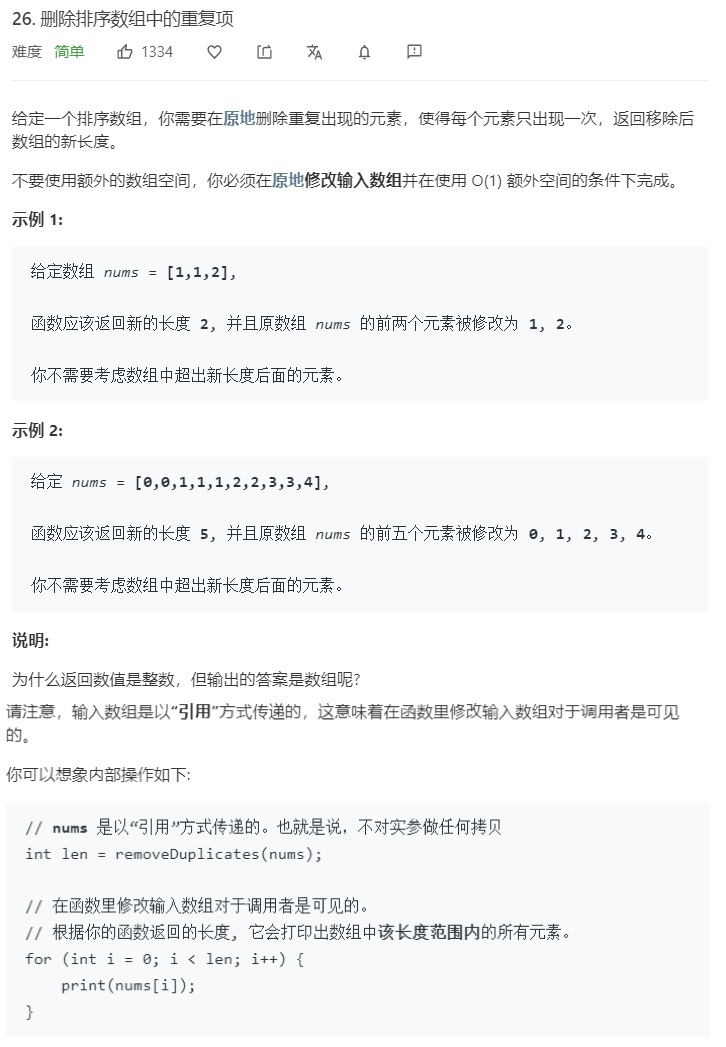 26. 删除排序数组中的重复项
难度 简单 1334
给定一个排序数组，你需要在原地删除重复出现的元素，使得每个元素只出现一次，返回移除后
数组的新长度。
不要使用额外的数组空间，你必须在原地修改输入数组并在使用 O(1) 额外空间的条件下完成。
示例 1:
给定数组 nums = [1,1,2],
函数应该返回新的长度 2, 并且原数组 nums 的前两个元素被修改为 1, 2。
你不需要考虑数组中超出新长度后面的元素。
示例 2:
给定 nums = [0,0,1,1,1,2,2,3,3,4],
函数应该返回新的长度 5, 并且原数组 nums 的前五个元素被修改为 0, 1, 2, 3, 4。
你不需要考虑数组中超出新长度后面的元素。
说明:
为什么返回数值是整数，但输出的答案是数组呢?
请注意，输入数组是以“引用”方式传递的，这意味着在函数里修改输入数组对于调用者是可见
的。
你可以想象内部操作如下:
// nums 是以“引用”方式传递的。也就是说，不对实参做任何拷贝
int len = removeDuplicates(nums);
// 在函数里修改输入数组对于调用者是可见的。
// 根据你的函数返回的长度, 它会打印出数组中该长度范围内的所有元素。
for (int i = 0; i < len; i++) {
    print(nums[i]);
}